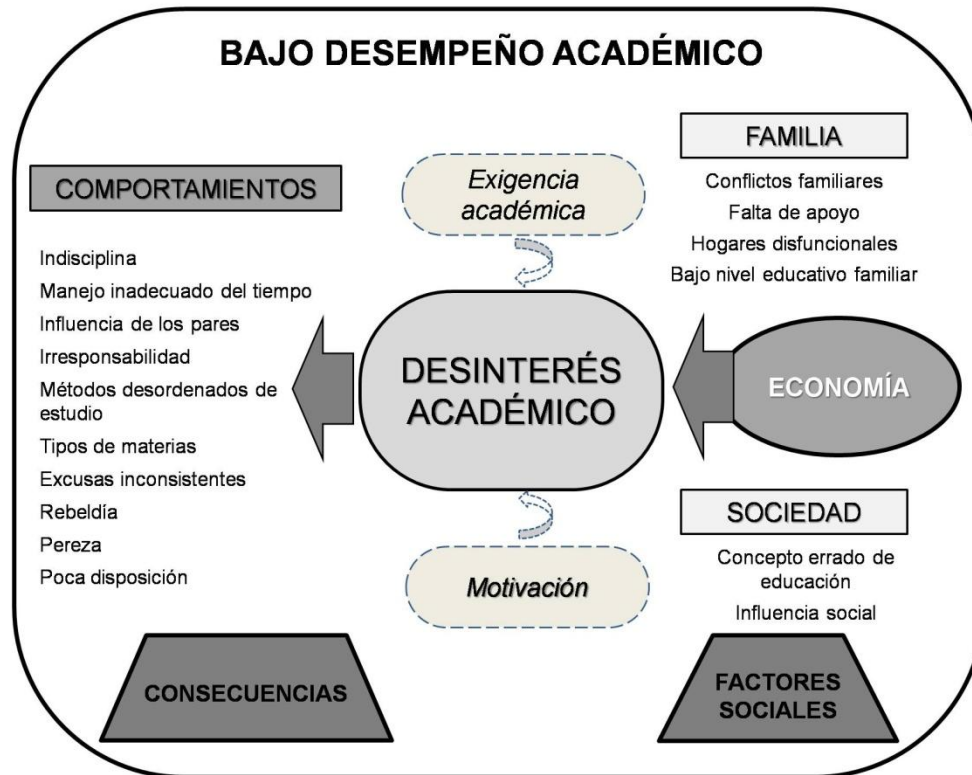 BAJO DESEMPEÑO ACADÉMICO
COMPORTAMIENTOS
Indisciplina
Manejo inadecuado del tiempo
Influencia de los pares
Irresponsabilidad
Métodos desordenados de
estudio
Tipos de materias
Excusas inconsistentes
Rebeldía
Pereza
Poca disposición
CONSECUENCIAS
Exigencia
académica
DESINTERÉS
ACADÉMICO
Motivación
FAMILIA
Conflictos familiares
Falta de apoyo
Hogares disfuncionales
Bajo nivel educativo familiar
ECONOMÍA
SOCIEDAD
Concepto errado de
educación
Influencia social
FACTORES
SOCIALES